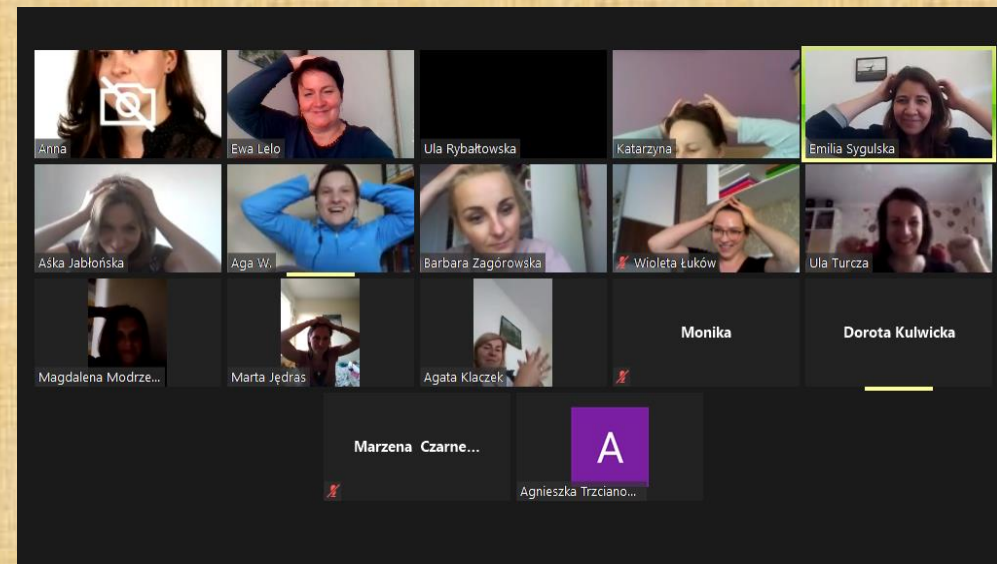 Anna
Ewa Lelo
Ula Rybałtowska
Katarzyna
Emilia Sygulska
Aśka Jabłońska
Aga W.
Barbara Zagórowska
Wioleta Łuków
Ula Turcza
Magdalena Modrze...
Marta Jędras
Agata Klaczek
Monika
Dorota Kulwicka
Marzena Czarne...
A
Agnieszka Trzciano...